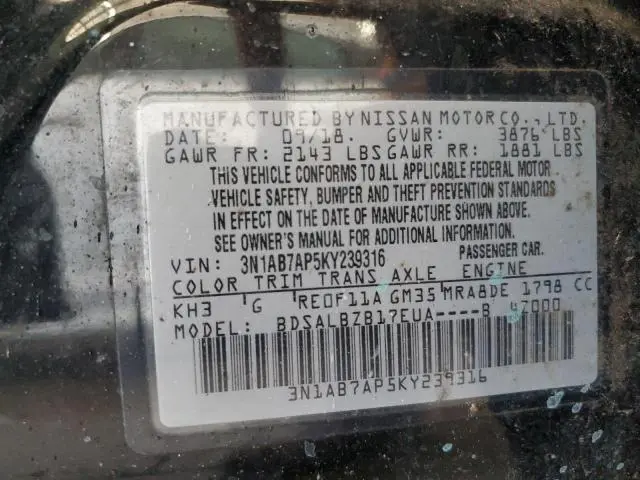 MANUFACTURED BY NISSAN MOTOR CO., LTD.
DATE: 09/18. GVWR: 3876 LBS
GAWR FR: 2143 LBS GAWR RR: 1881 LBS
THIS VEHICLE CONFORMS TO ALL APPLICABLE FEDERAL MOTOR
VEHICLE SAFETY, BUMPER AND THEFT PREVENTION STANDARDS
IN EFFECT ON THE DATE OF MANUFACTURE SHOWN ABOVE.
SEE OWNER'S MANUAL FOR ADDITIONAL INFORMATION.
VIN: 3N1AB7AP5KY239316 PASSENGER CAR.
COLOR TRIM TRANS AXLE ENGINE
KH3 G RE0F11A GM35 MRA8DE 1798 CC
MODEL: BDSALBZB17EUA----B 47000
3N1AB7AP5KY239316